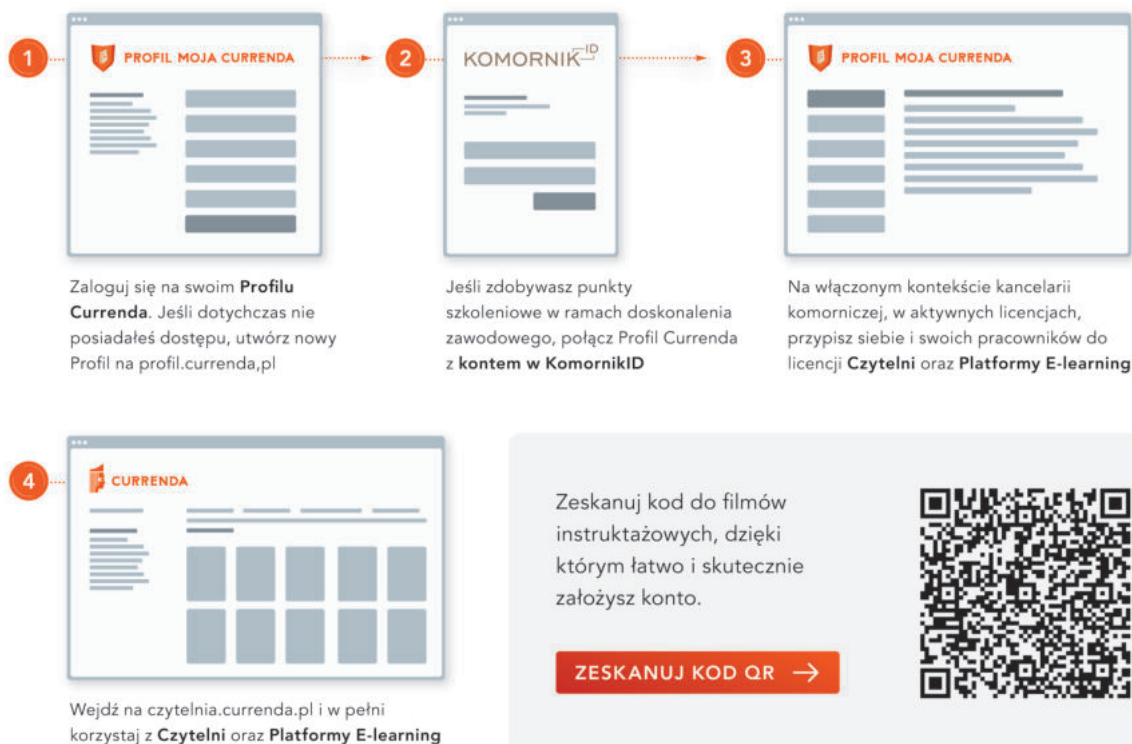 1
PROFIL MOJA CURRENDA
Zaloguj się na swoim Profilu
Currenda. Jeśli dotychczas nie
posiadałeś dostępu, utwórz nowy
Profil na profil.currenda,pl
2
KOMORNIK ID
Jeśli zdobywasz punkty
szkoleniowe w ramach doskonalenia
zawodowego, połącz Profil Currenda
z kontem w KomornikID
3
PROFIL MOJA CURRENDA
Na włączonym kontekście kancelarii
komorniczej, w aktywnych licencjach,
przypisz siebie i swoich pracowników do
licencji Czytelni oraz Platformy E-learning
4
CURRENDA
Wejdź na czytelnia.currenda.pl i w pełni
korzystaj z Czytelni oraz Platformy E-learning
Zeskanuj kod do filmów
instruktażowych, dzięki
którym łatwo i skutecznie
założysz konto.
ZESKANUJ KOD QR →